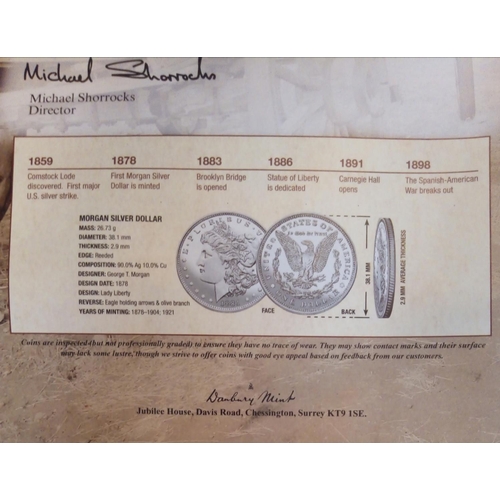 Michael Shorrocks
Michael Shorrocks
Director
1859 1878 1883 1886 1891 1898
Comstock Lode First Morgan Silver Brooklyn Bridge Statue of Liberty Carnegie Hall The Spanish-American
discovered. First major Dollar is minted is opened is dedicated opens War breaks out
U.S. silver strike.
MORGAN SILVER DOLLAR
MASS: 26.73 g
DIAMETER: 38.1 mm
THICKNESS: 2.9 mm
EDGE: Reeded
COMPOSITION: 90.0% Ag 10.0% Cu
DESIGNER: George T. Morgan
DESIGN DATE: 1878
DESIGN: Lady Liberty
REVERSE: Eagle holding arrows & olive branch
YEARS OF MINTING: 1878–1904; 1921
E·PLURIBUS·U
STATES OF AMER
FACE BACK
38.1 MM
2.9 MM AVERAGE THICKNESS
Coins are inspected (but not professionally graded) to ensure they have no trace of wear. They may show contact marks and their surface
may lack some lustre, though we strive to offer coins with good eye appeal based on feedback from our customers.
Danbury Mint
Jubilee House, Davis Road, Chessington, Surrey KT9 1SE.